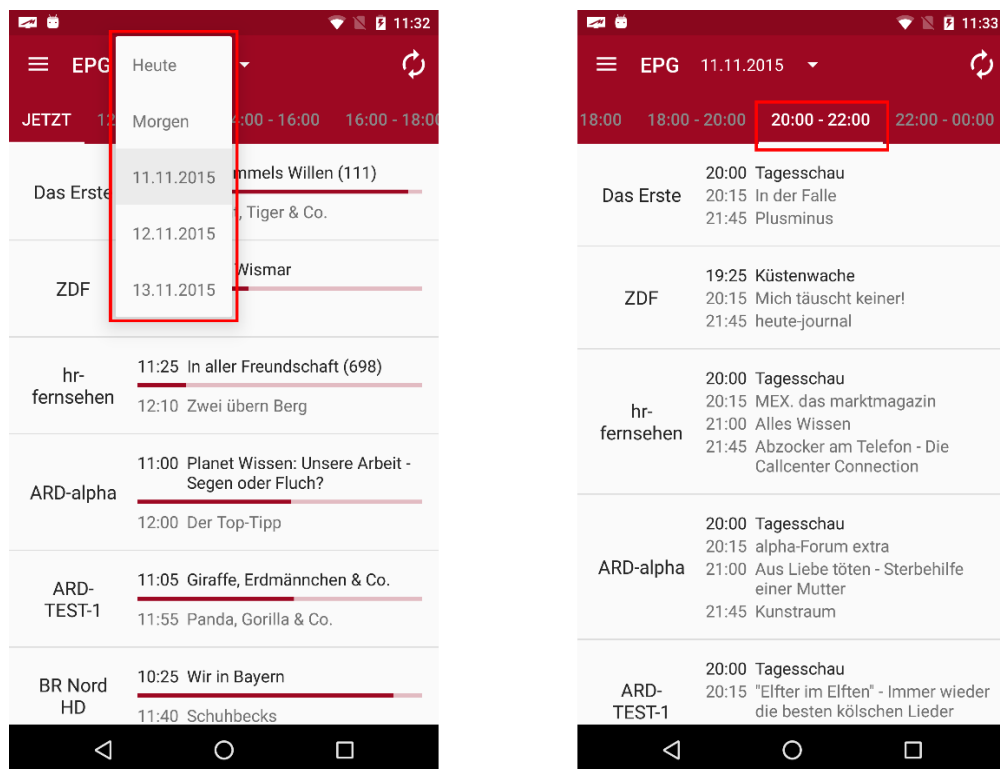 11:32
EPG
Heute
Morgen
11.11.2015
12.11.2015
13.11.2015
JETZT 12 4:00 - 16:00 16:00 - 18:00
Das Erste
mmels Willen (111)
, Tiger & Co.
ZDF
Wismar
hr-
fernsehen
11:25 In aller Freundschaft (698)
12:10 Zwei übern Berg
ARD-alpha
11:00 Planet Wissen: Unsere Arbeit -
Segen oder Fluch?
12:00 Der Top-Tipp
ARD-
TEST-1
11:05 Giraffe, Erdmännchen & Co.
11:55 Panda, Gorilla & Co.
BR Nord
HD
10:25 Wir in Bayern
11:40 Schuhbecks
11:33
EPG 11.11.2015
18:00 18:00 - 20:00 20:00 - 22:00 22:00 - 00:00
Das Erste
20:00 Tagesschau
20:15 In der Falle
21:45 Plusminus
ZDF
19:25 Küstenwache
20:15 Mich täuscht keiner!
21:45 heute-journal
hr-
fernsehen
20:00 Tagesschau
20:15 MEX. das marktmagazin
21:00 Alles Wissen
21:45 Abzocker am Telefon - Die
Callcenter Connection
ARD-alpha
20:00 Tagesschau
20:15 alpha-Forum extra
21:00 Aus Liebe töten - Sterbehilfe
einer Mutter
21:45 Kunstraum
ARD-
TEST-1
20:00 Tagesschau
20:15 "Elfter im Elften" - Immer wieder
die besten kölschen Lieder